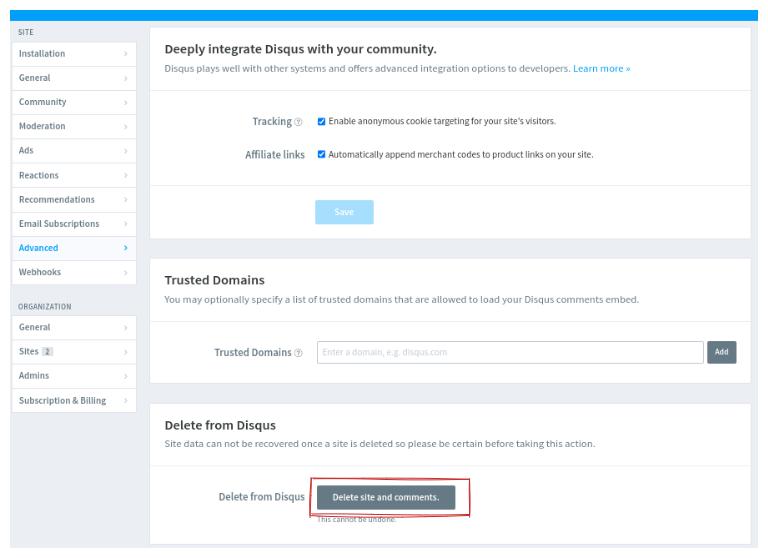 SITE
Installation
General
Community
Moderation
Ads
Reactions
Recommendations
Email Subscriptions
Advanced
Webhooks
ORGANIZATION
General
Sites 2
Admins
Subscription & Billing
Deeply integrate Disqus with your community.
Disqus plays well with other systems and offers advanced integration options to developers. Learn more »
Tracking ? Enable anonymous cookie targeting for your site's visitors.
Affiliate links Automatically append merchant codes to product links on your site.
Save
Trusted Domains
You may optionally specify a list of trusted domains that are allowed to load your Disqus comments embed.
Trusted Domains ? Enter a domain, e.g. disqus.com Add
Delete from Disqus
Site data can not be recovered once a site is deleted so please be certain before taking this action.
Delete from Disqus Delete site and comments.
This cannot be undone.